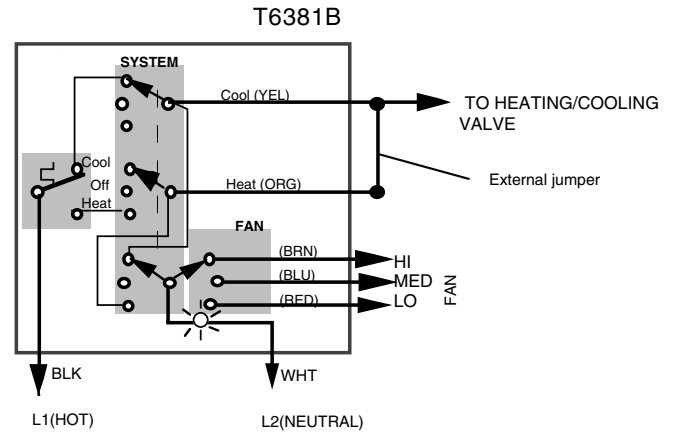 T6381B
SYSTEM
Cool (YEL)
TO HEATING/COOLING
VALVE
Cool
Off
Heat
Heat (ORG)
External jumper
FAN
(BRN)
HI
(BLU)
MED
(RED)
LO
FAN
BLK
WHT
L1(HOT)
L2(NEUTRAL)